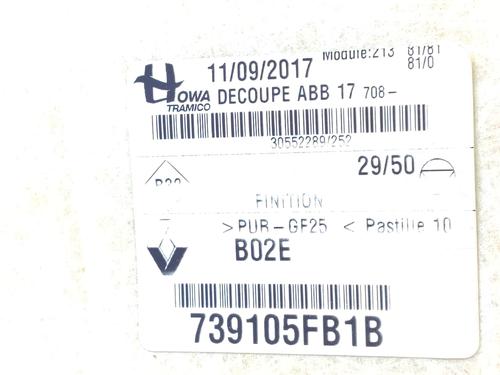 Module:213 81/81
81/0
HOWA
TRAMICO
11/09/2017
DECOUPE ABB 17 708-
30552289/252
29/50
FINITION
>PUR-GF25 < Pastille 10
B02E
739105FB1B